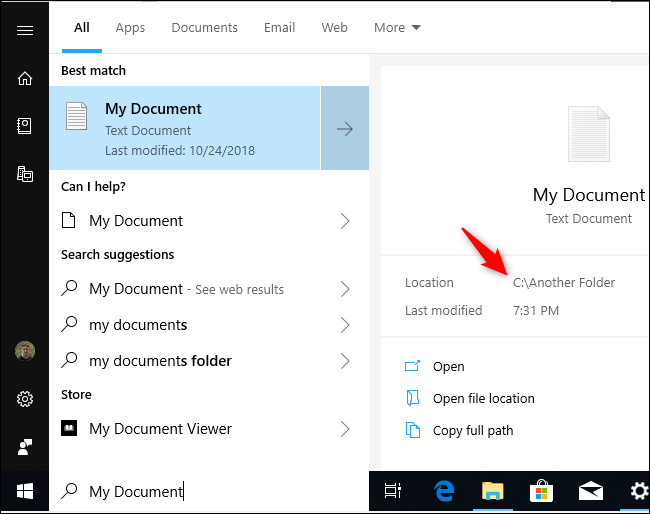 All Apps Documents Email Web More
Best match
My Document
Text Document
Last modified: 10/24/2018
Can I help?
My Document
Search suggestions
My Document - See web results
my documents
my documents folder
Store
My Document Viewer
My Document
My Document
Text Document
Location C:\Another Folder
Last modified 7:31 PM
Open
Open file location
Copy full path